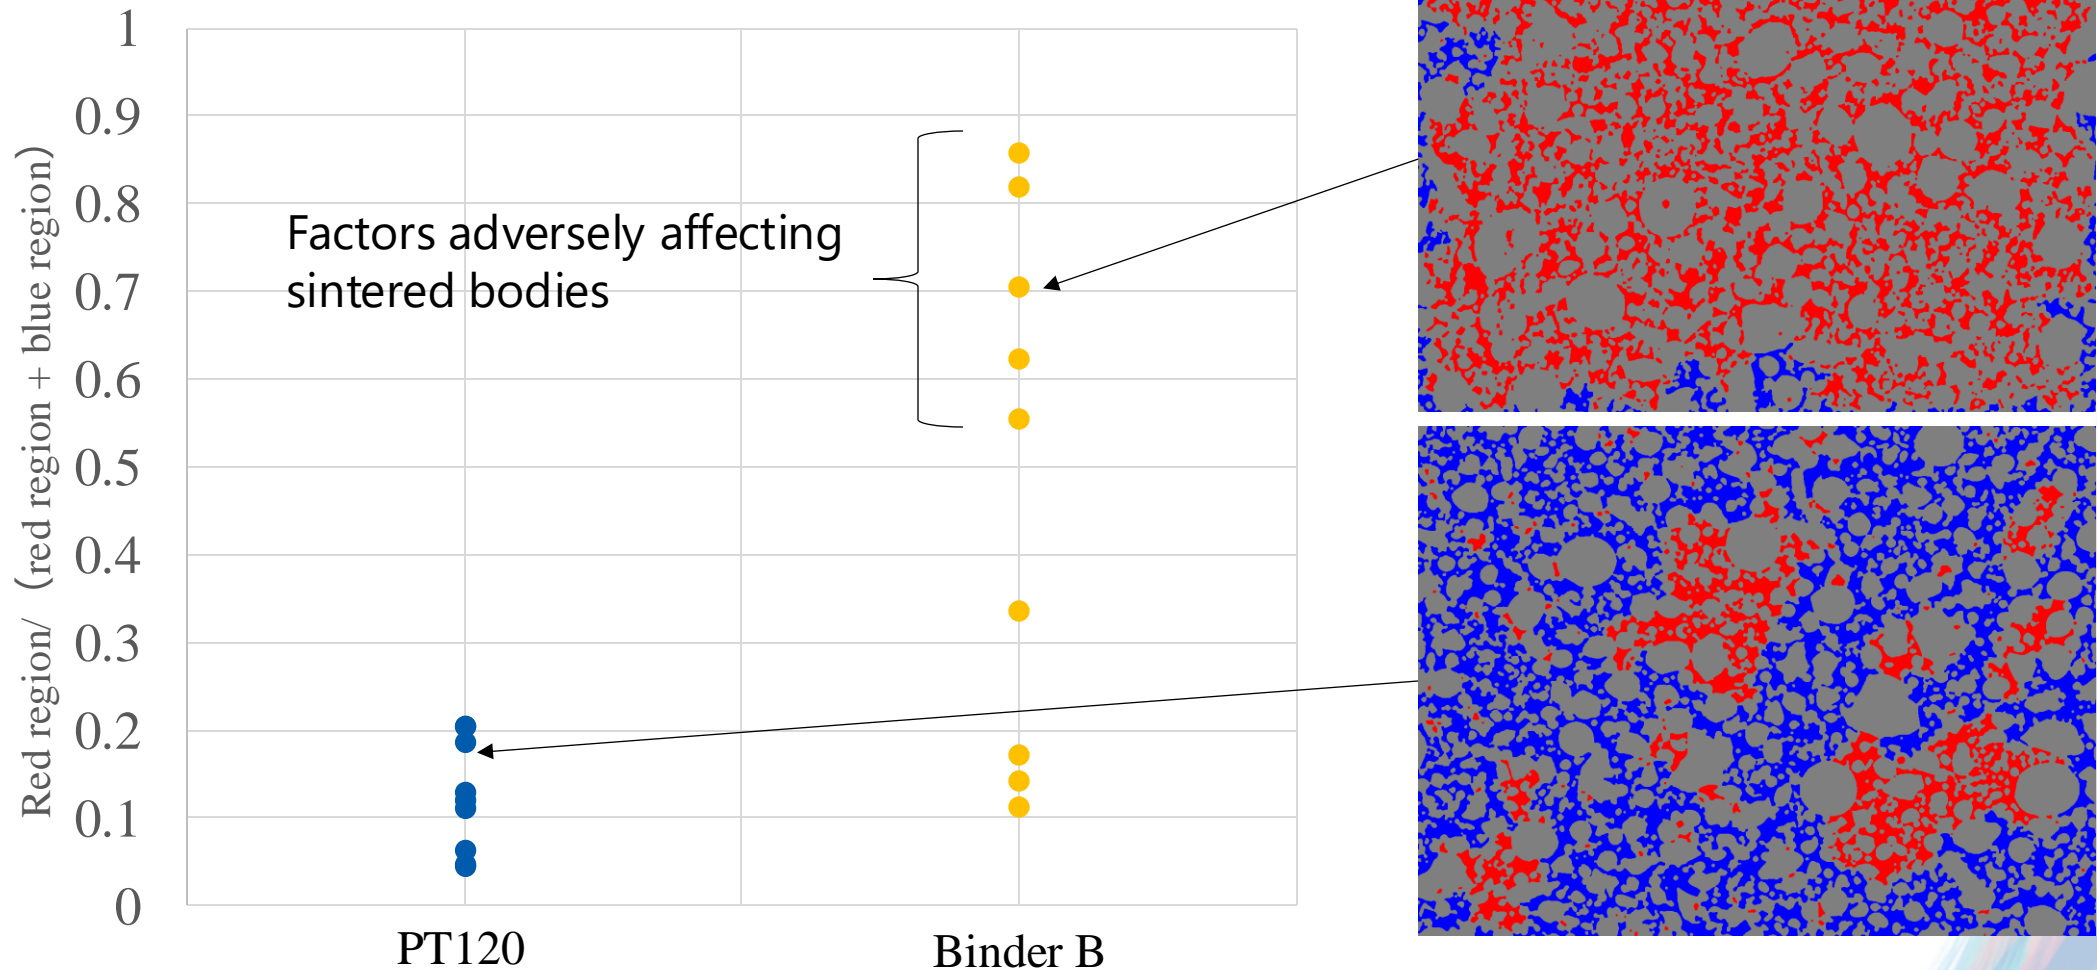 1
0.9
0.8
0.7
0.6
0.5
0.4
0.3
0.2
0.1
0
Red region/ （red region + blue region)
Factors adversely affecting
sintered bodies
PT120
Binder B